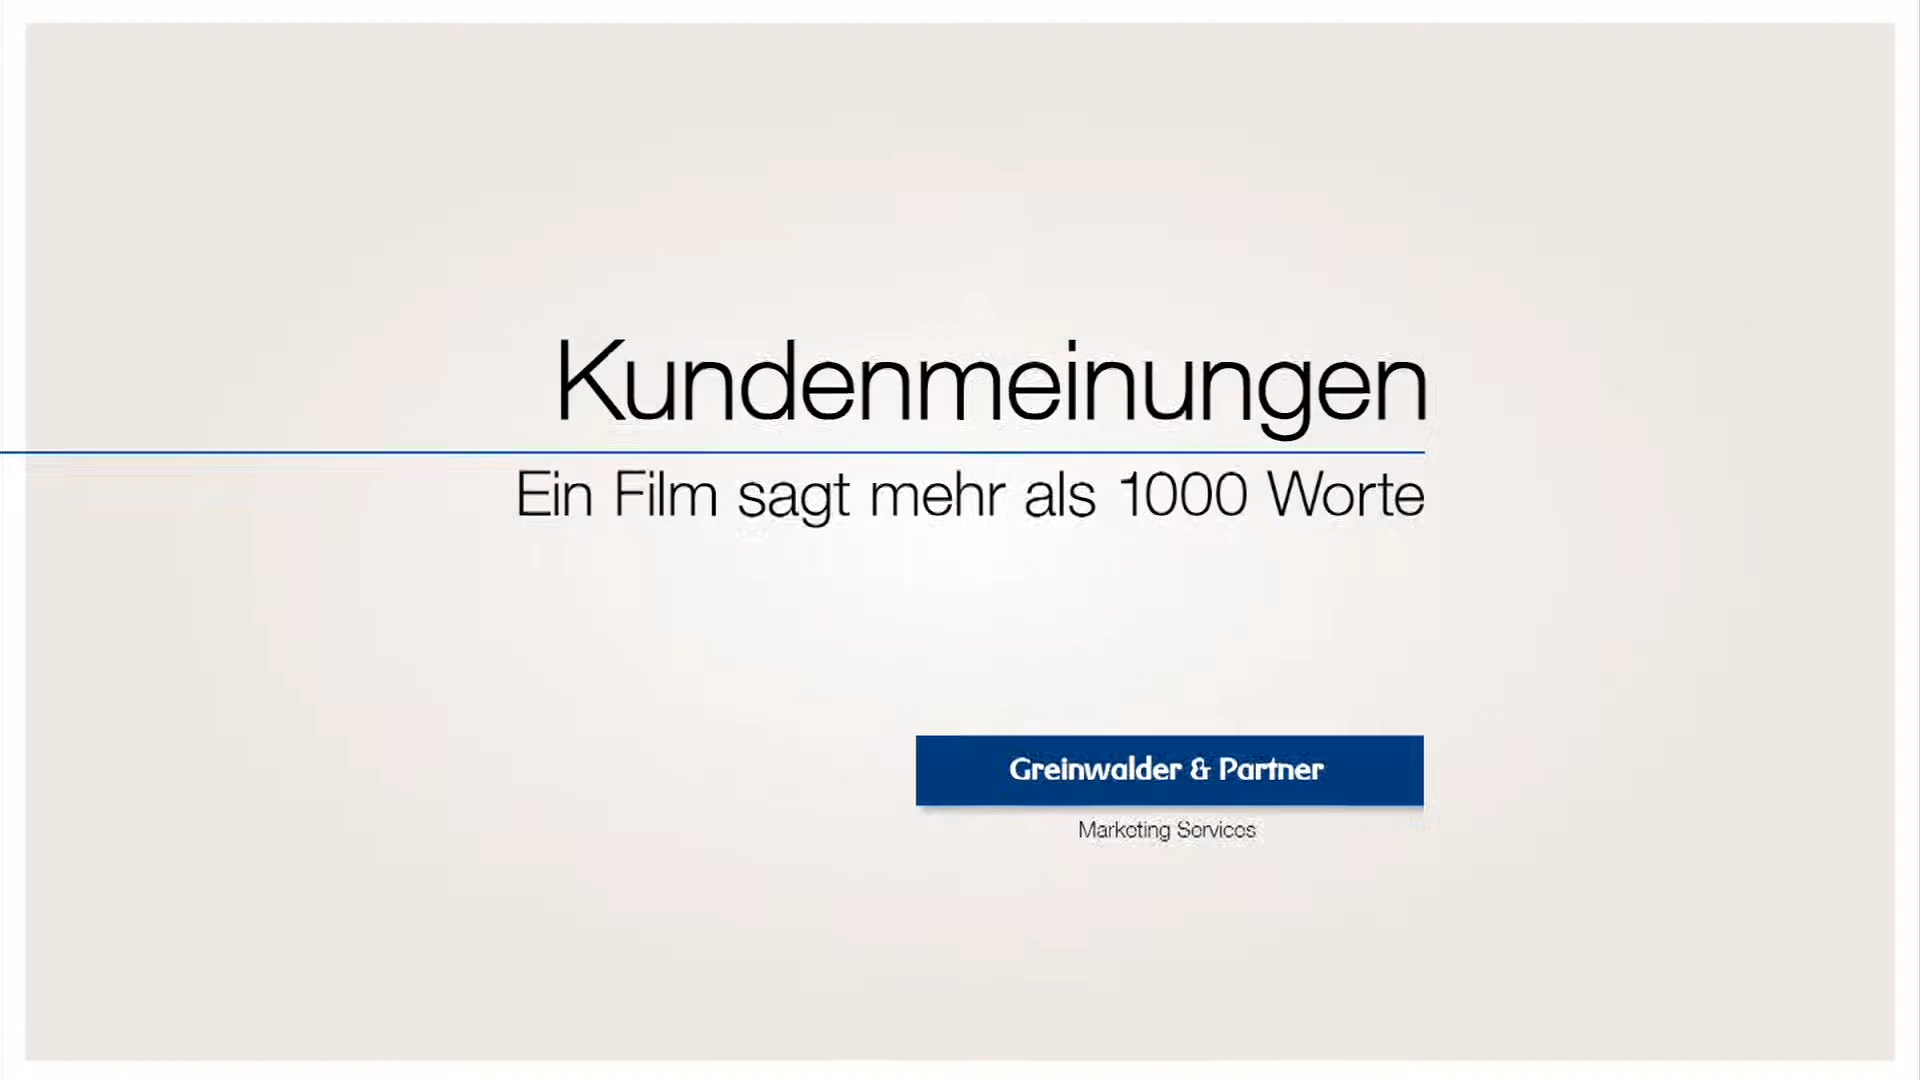 Kundenmeinungen
Ein Film sagt mehr als 1000 Worte
Greinwalder & Partner
Marketing Services